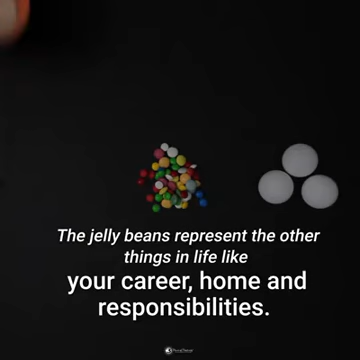 The jelly beans represent the other
things in life like
your career, home and
responsibilities.